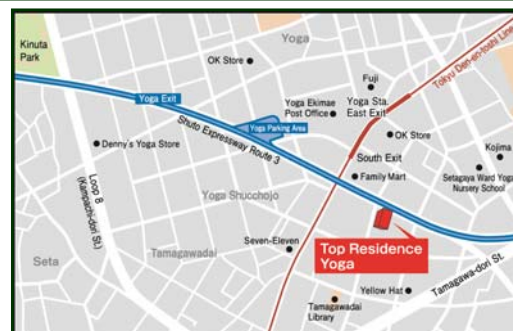 Kinuta
Park
Yoga
OK Store
Tokyu Den-en-toshi Line
Fuji
Yoga Exit
Yoga Ekimae
Post Office
Yoga Sta.
East Exit
Yoga Parking Area
OK Store
Denny's Yoga Store
Shuto Expressway Route 3
South Exit
Kojima
Family Mart
Setagaya Ward Yoga
Nursery School
Loop 8
(Kampachi-dori St.)
Yoga Shucchojo
Top Residence
Yoga
Seven-Eleven
Tamagawadai
Seta
Tamagawa-dori St.
Yellow Hat
Tamagawadai
Library